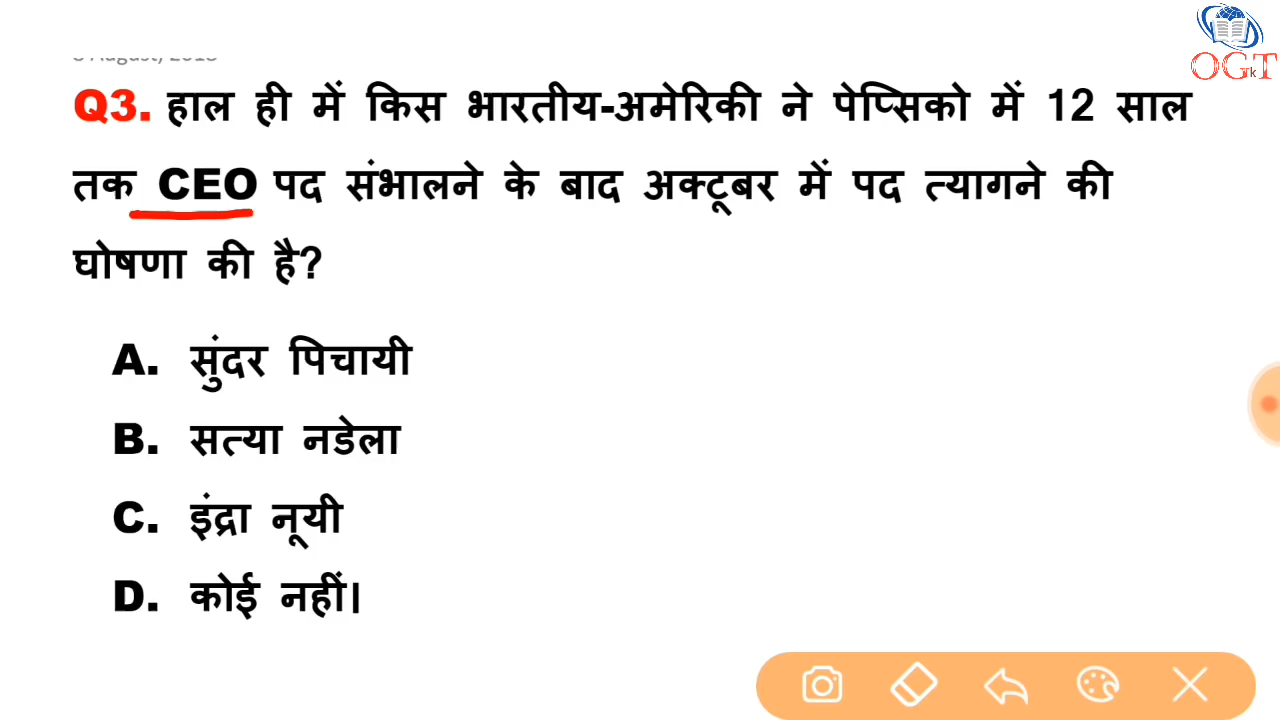 OGT
k
Q3. हाल ही में किस भारतीय-अमेरिकी ने पेप्सिको में 12 साल
तक CEO पद संभालने के बाद अक्टूबर में पद त्यागने की
घोषणा की है?
A. सुंदर पिचायी
B. सत्या नडेला
C. इंद्रा नूयी
D. कोई नहीं।